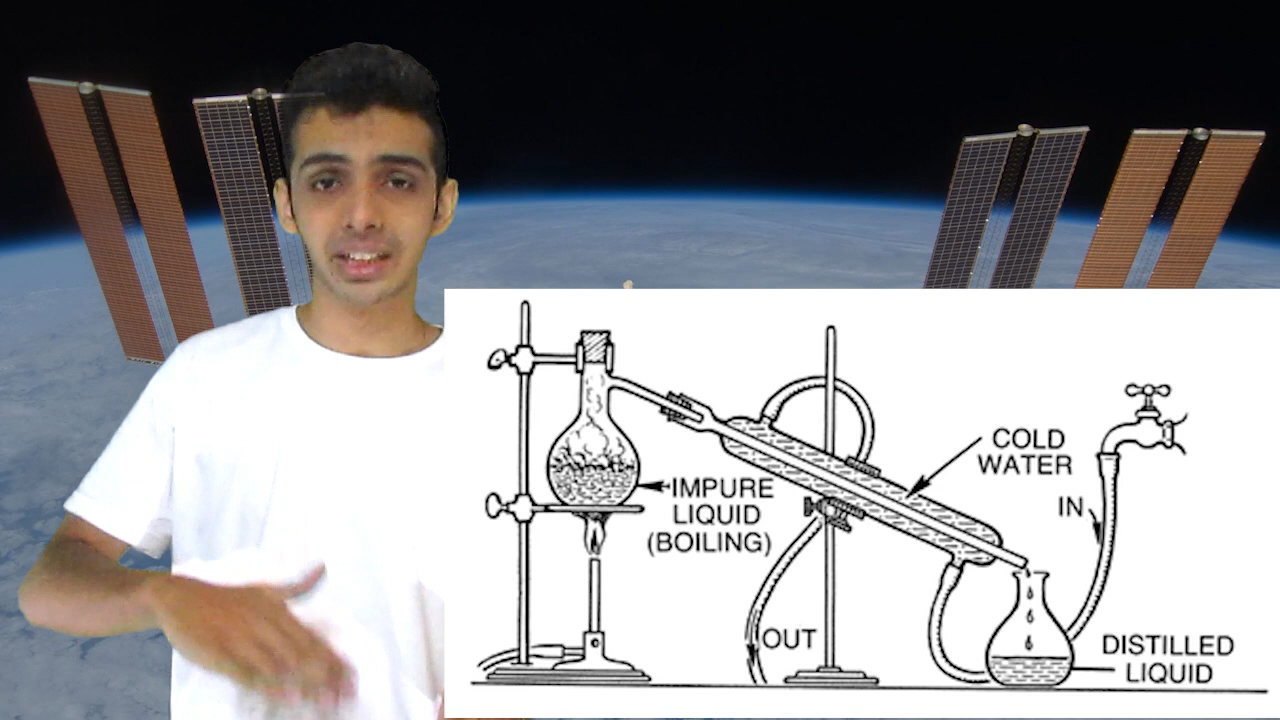 IMPURE
LIQUID
(BOILING)
COLD
WATER
IN
OUT
DISTILLED
LIQUID